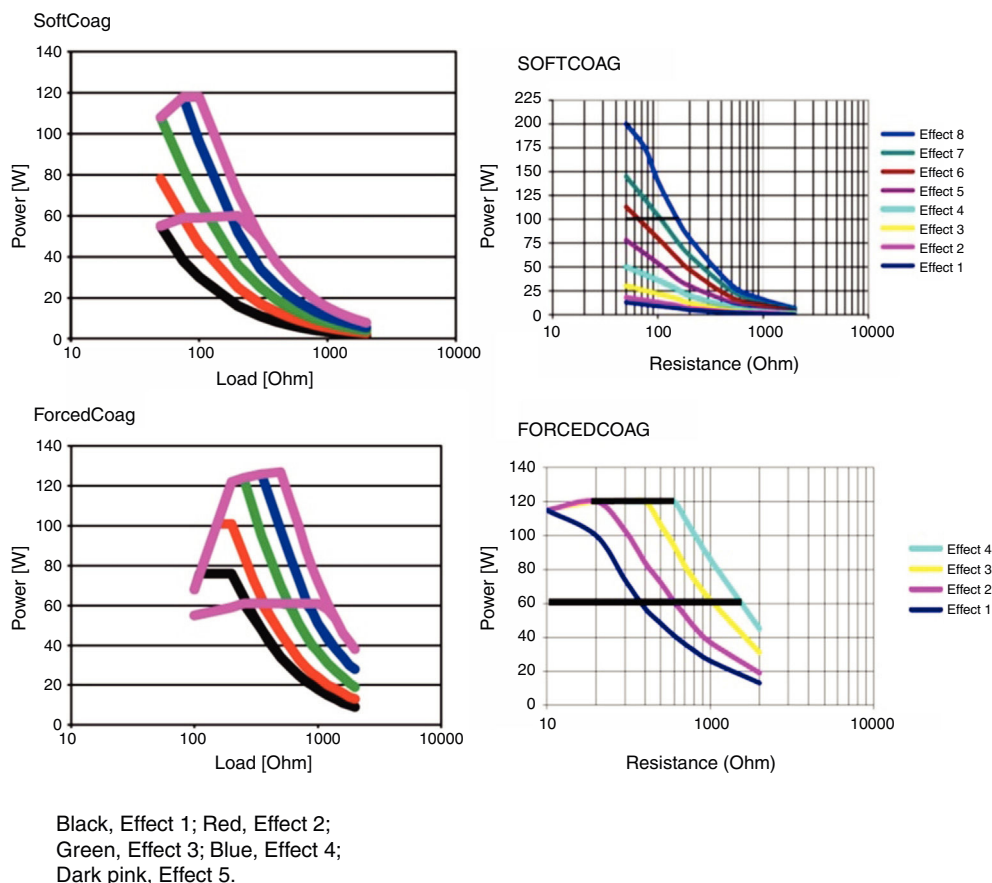 SoftCoag
140
120
100
80
60
40
20
0
Power [W]
10
100
1000
10000
Load [Ohm]
SOFTCOAG
225
200
175
150
125
100
75
50
25
0
Power [W]
10
100
1000
10000
Resistance (Ohm)
Effect 8
Effect 7
Effect 6
Effect 5
Effect 4
Effect 3
Effect 2
Effect 1
ForcedCoag
140
120
100
80
60
40
20
0
Power [W]
10
100
1000
10000
Load [Ohm]
FORCEDCOAG
140
120
100
80
60
40
20
0
Power [W]
10
1000
10000
Resistance (Ohm)
Effect 4
Effect 3
Effect 2
Effect 1
Black, Effect 1; Red, Effect 2;
Green, Effect 3; Blue, Effect 4;
Dark pink, Effect 5.